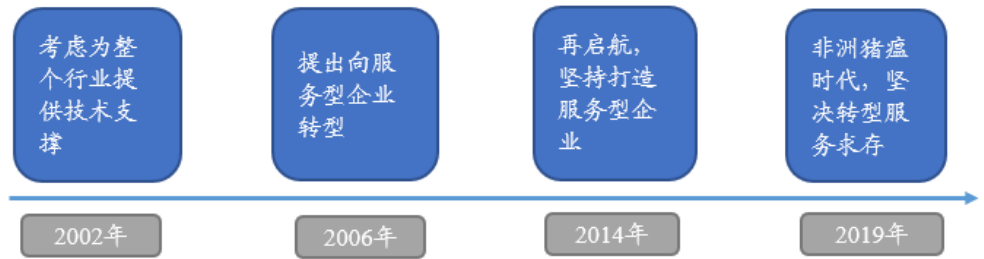 考虑为整
个行业提
供技术支
撑
提出向服
务型企业
转型
再启航，
坚持打造
服务型企
业
非洲猪瘟
时代，坚
决转型服
务求存
2002年
2006年
2014年
2019年